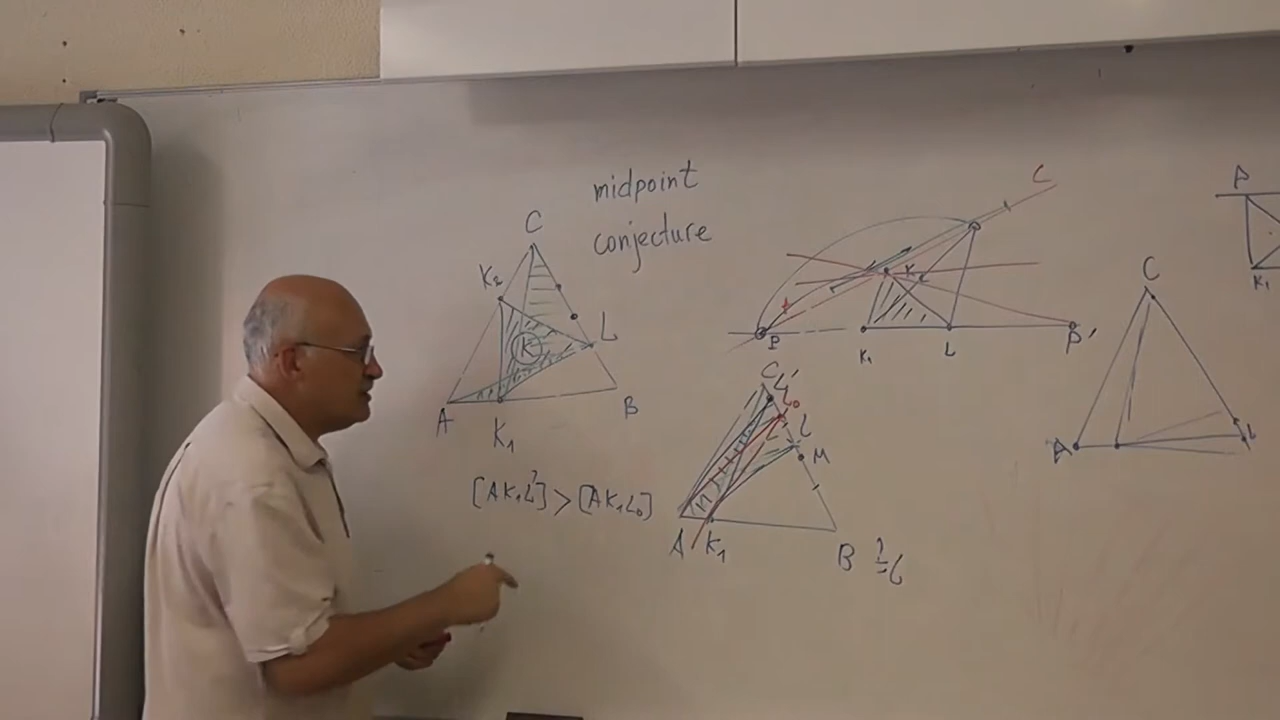 midpoint
conjecture
C
K₂
K
L
A
K₁
B
[AK₁L'] > [AK₁L₀]
C
K
P
K₁
L
P'
C
L'
L₀
L
M
A
K₁
B
C
A
L
P
K₁